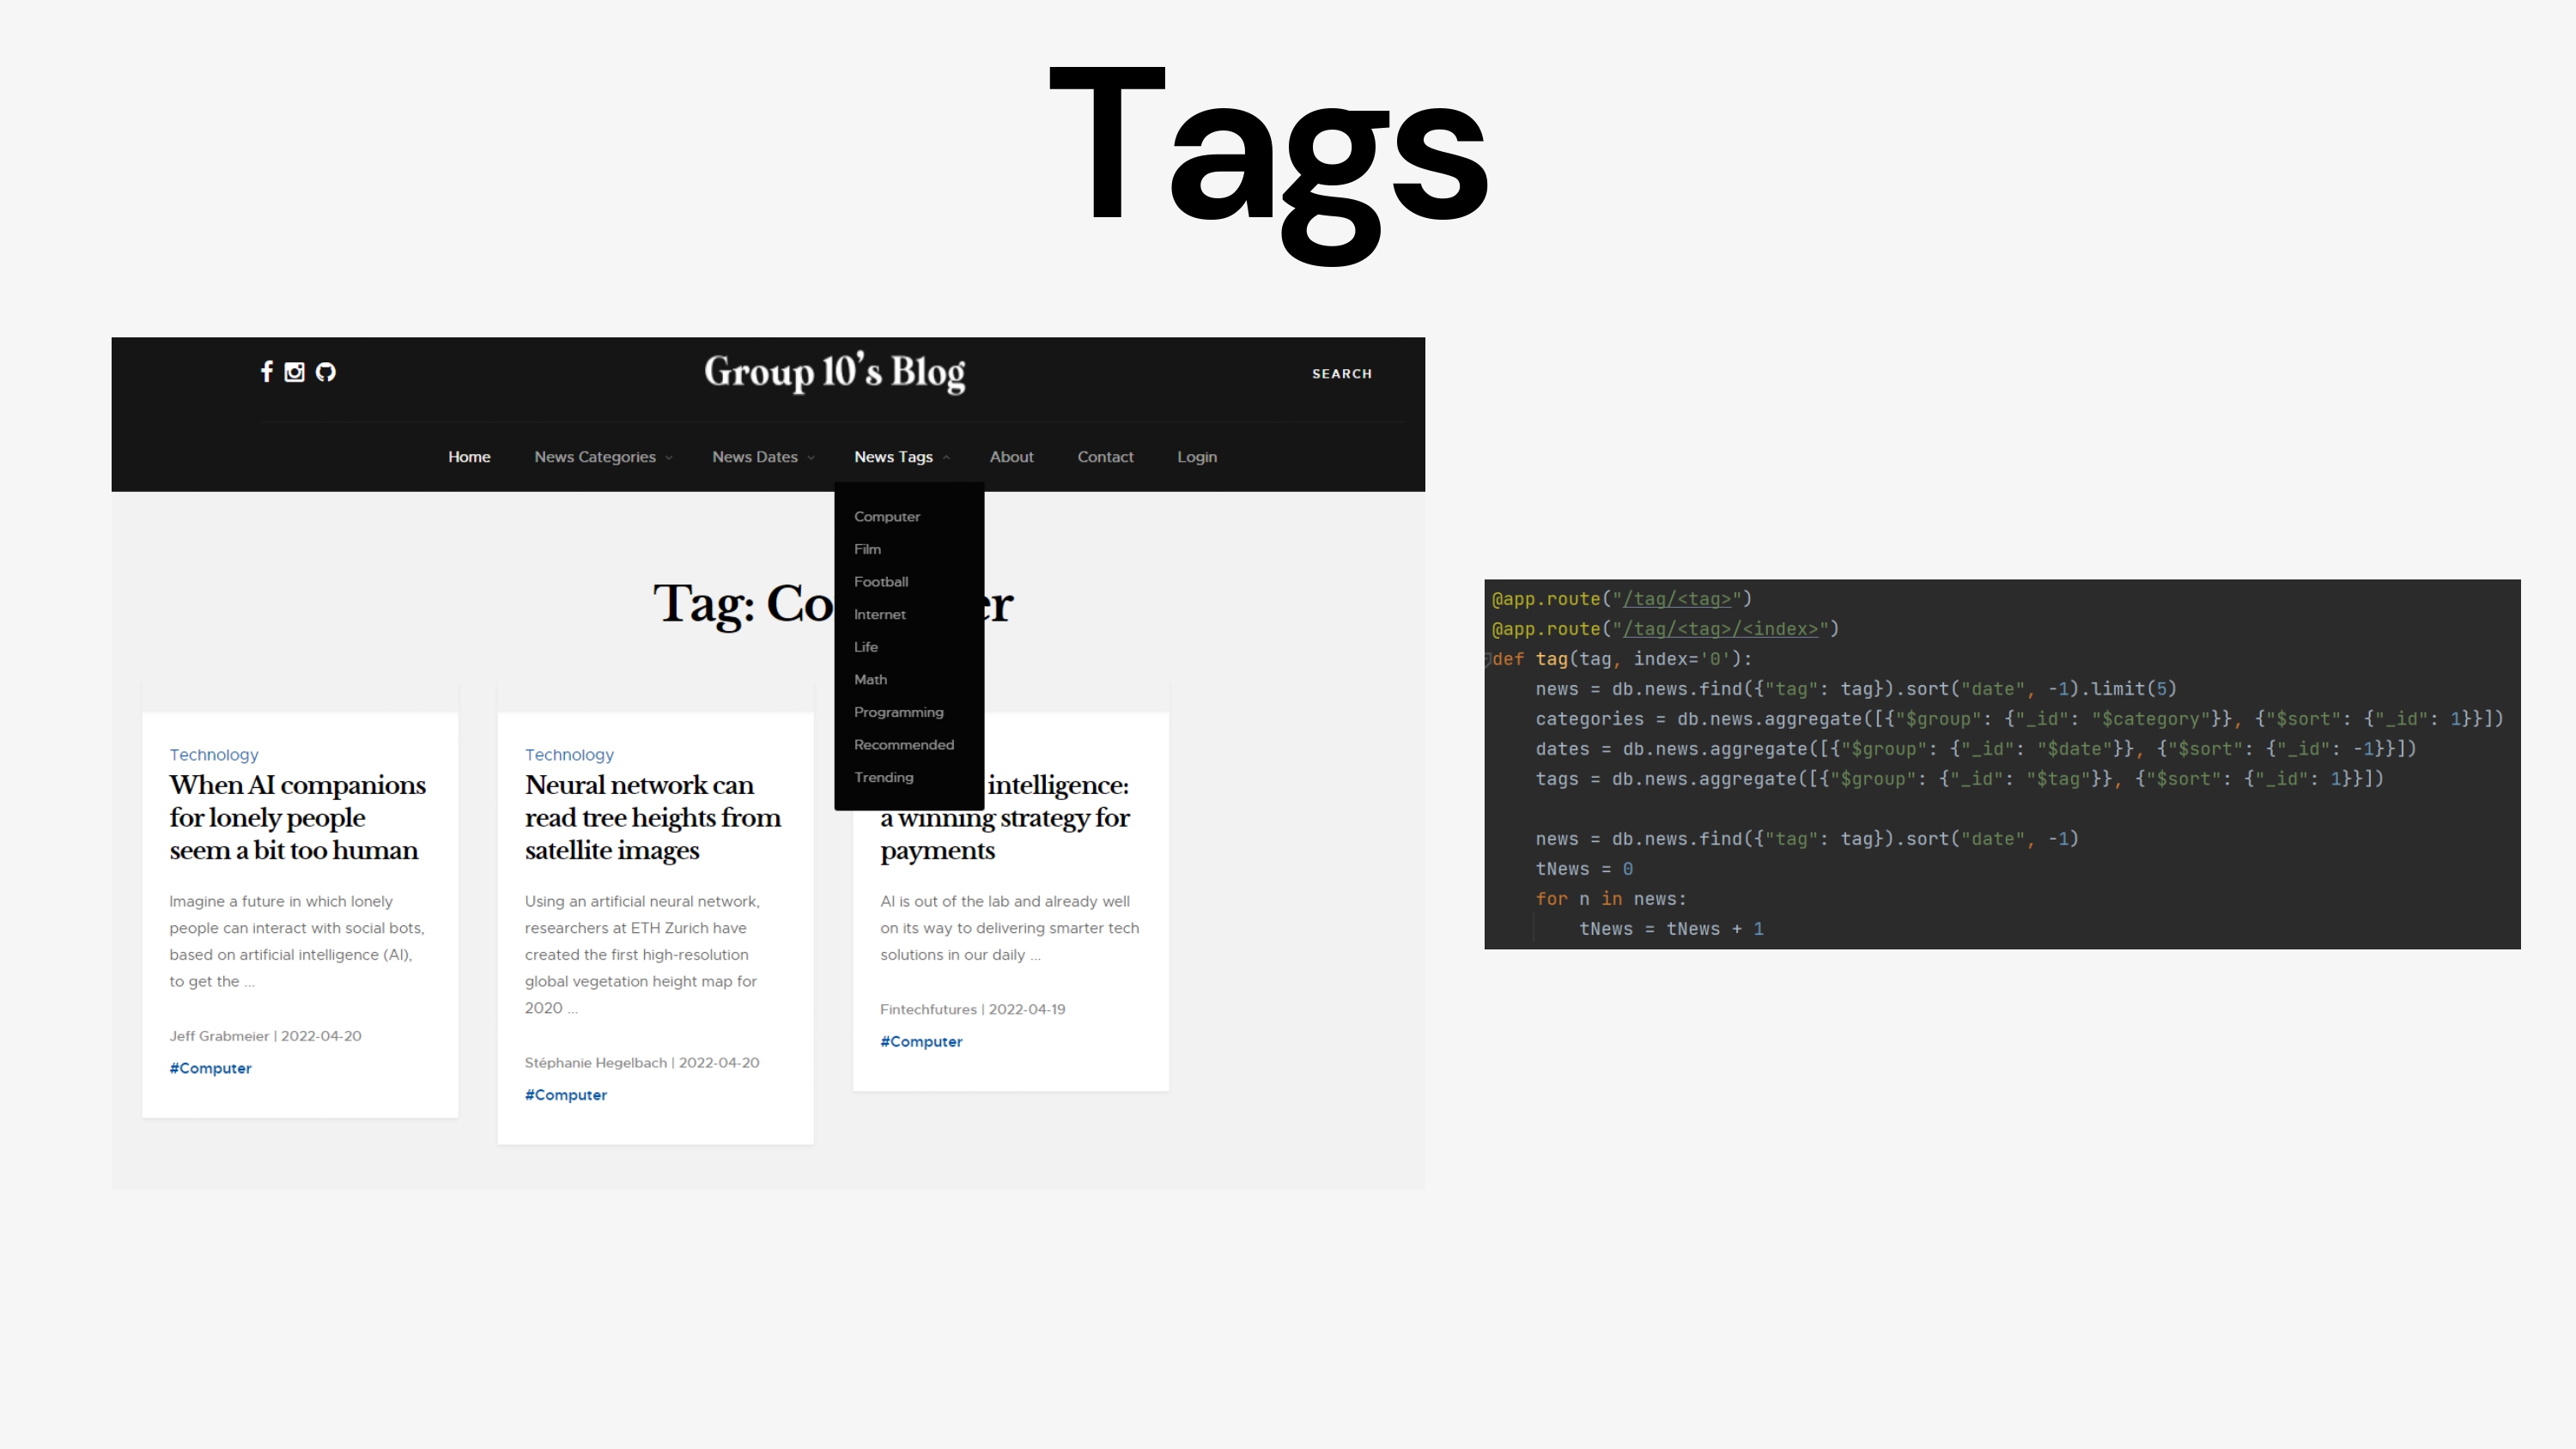 Tags
Group 10's Blog
SEARCH
Home
News Categories
News Dates
News Tags
About
Contact
Login
Computer
Film
Football
Internet
Life
Math
Programming
Recommended
Trending
Tag: Co
er
Technology
When AI companions
for lonely people
seem a bit too human
Imagine a future in which lonely
people can interact with social bots,
based on artificial intelligence (AI),
to get the ...
Jeff Grabmeier | 2022-04-20
#Computer
Technology
Neural network can
read tree heights from
satellite images
Using an artificial neural network,
researchers at ETH Zurich have
created the first high-resolution
global vegetation height map for
2020 ...
Stéphanie Hegelbach | 2022-04-20
#Computer
intelligence:
a winning strategy for
payments
AI is out of the lab and already well
on its way to delivering smarter tech
solutions in our daily ...
Fintechfutures | 2022-04-19
#Computer
@app.route("/tag/<tag>")
@app.route("/tag/<tag>/<index>")
def tag(tag, index='0'):
news = db.news.find({"tag": tag}).sort("date", -1).limit(5)
categories = db.news.aggregate([{"$group": {"_id": "$category"}}, {"$sort": {"_id": 1}}])
dates = db.news.aggregate([{"$group": {"_id": "$date"}}, {"$sort": {"_id": -1}}])
tags = db.news.aggregate([{"$group": {"_id": "$tag"}}, {"$sort": {"_id": 1}}])
news = db.news.find({"tag": tag}).sort("date", -1)
tNews = 0
for n in news:
tNews = tNews + 1